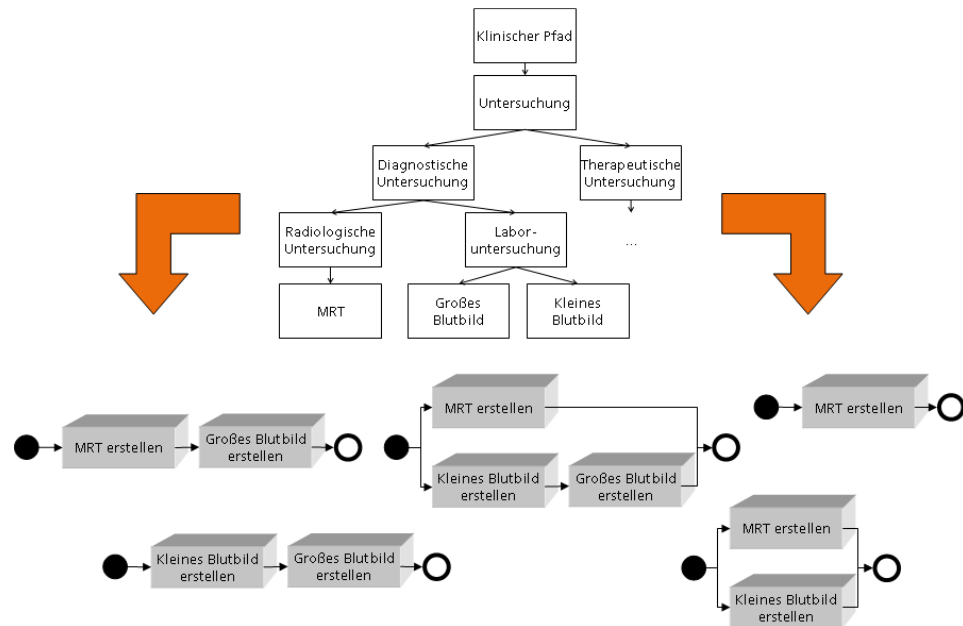 Klinischer Pfad
Untersuchung
Diagnostische
Untersuchung
Therapeutische
Untersuchung
Radiologische
Untersuchung
Labor-
untersuchung
...
MRT
Großes
Blutbild
Kleines
Blutbild
MRT erstellen
Großes Blutbild
erstellen
MRT erstellen
Kleines Blutbild
erstellen
Großes Blutbild
erstellen
MRT erstellen
Kleines Blutbild
erstellen
Großes Blutbild
erstellen
MRT erstellen
Kleines Blutbild
erstellen